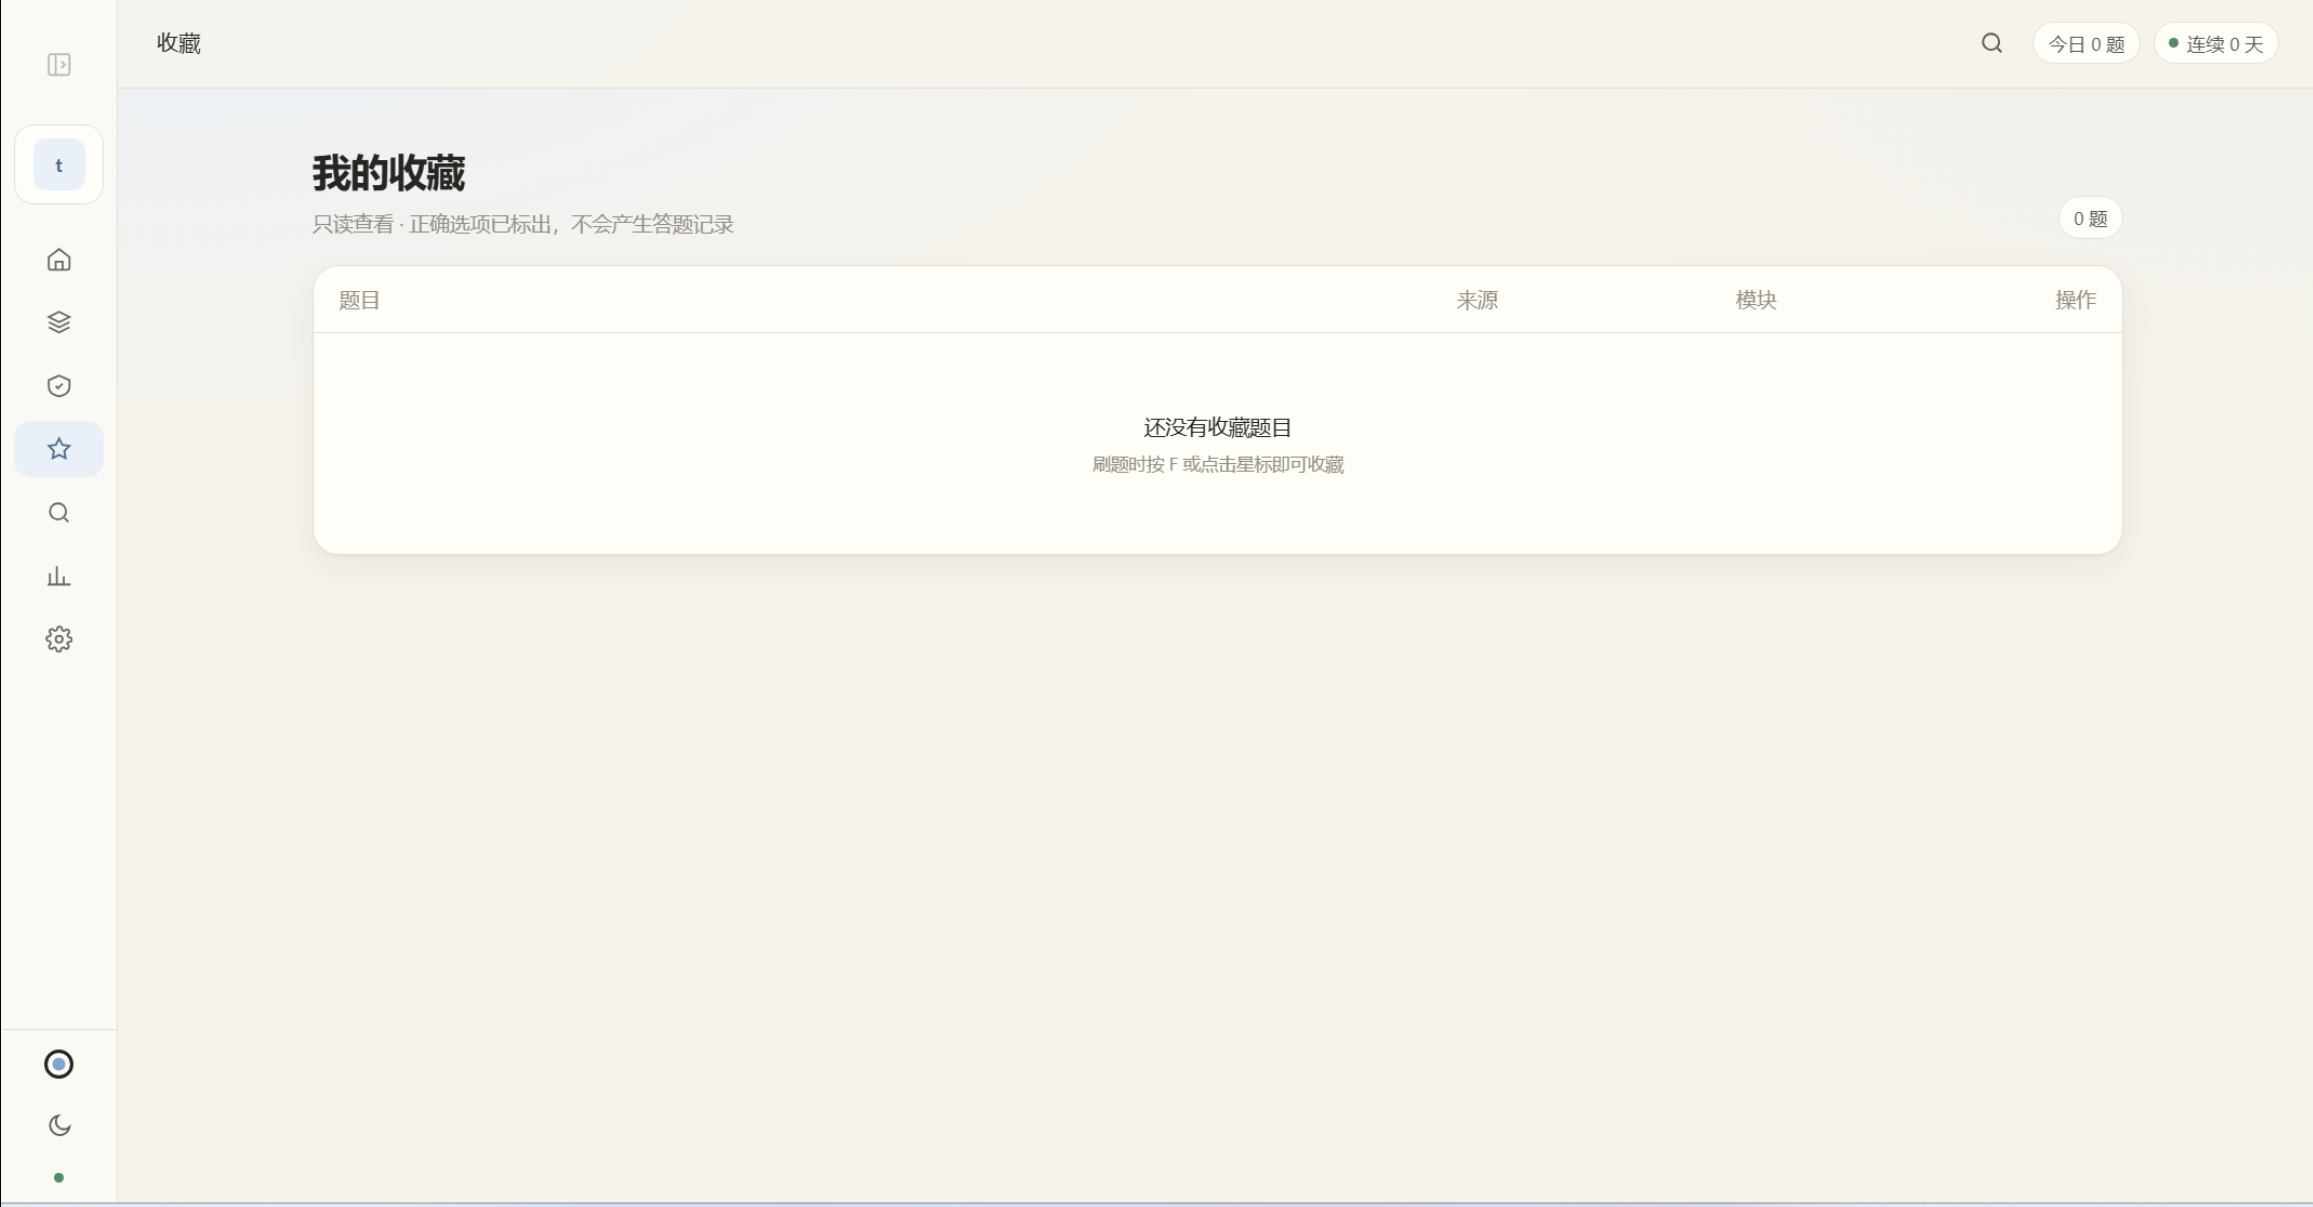 收藏
今日 0 题
连续 0 天
t
我的收藏
只读查看 · 正确选项已标出，不会产生答题记录
0 题
题目 来源 模块 操作
还没有收藏题目
刷题时按 F 或点击星标即可收藏